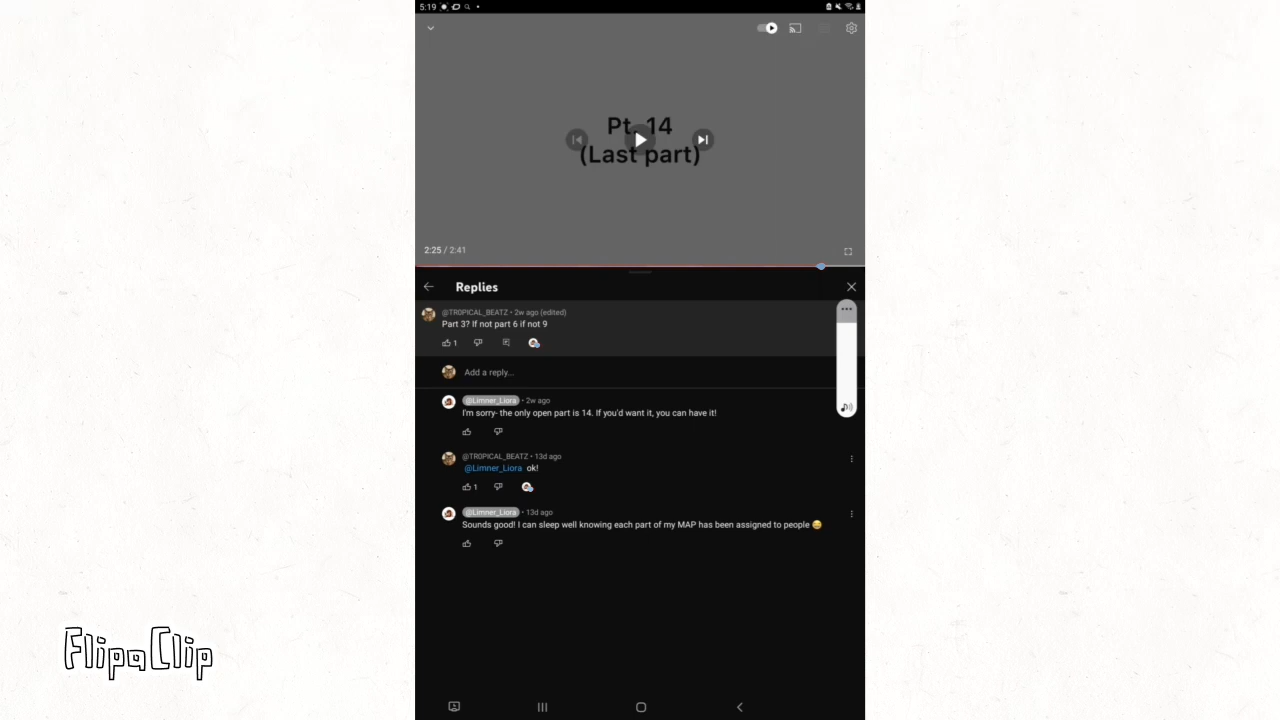 5:19
Pt. 14
(Last part)
2:25 / 2:41
Replies
@TR0PICAL_BEATZ • 2w ago (edited)
Part 3? If not part 6 if not 9
1
Add a reply...
@Limner_Liora • 2w ago
I'm sorry- the only open part is 14. If you'd want it, you can have it!
@TR0PICAL_BEATZ • 13d ago
@Limner_Liora ok!
1
@Limner_Liora • 13d ago
Sounds good! I can sleep well knowing each part of my MAP has been assigned to people 😅
FlipaClip